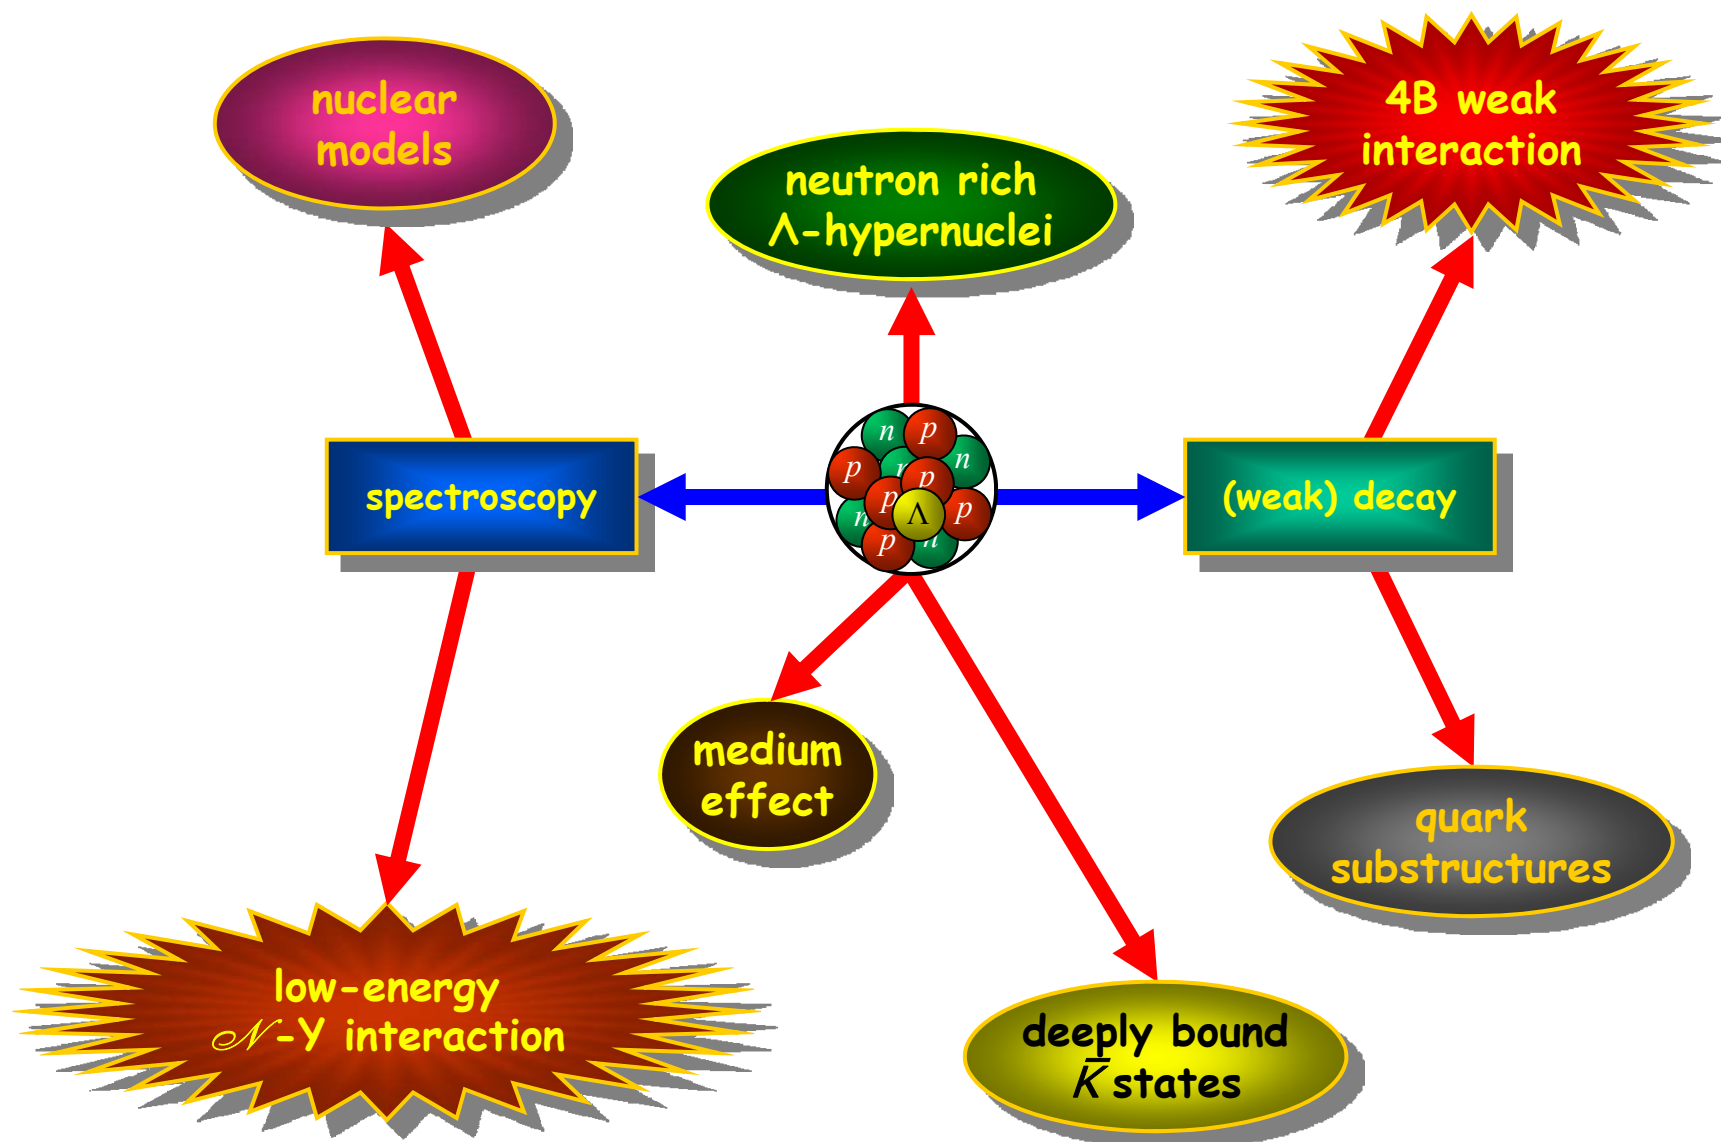 nuclear
models
4B weak
interaction
neutron rich
Λ-hypernuclei
n
p
p
n
n
p
p
spectroscopy
(weak) decay
n
Λ
p
p
n
medium
effect
quark
substructures
low-energy
𝒩-Y interaction
deeply bound
K̄ states